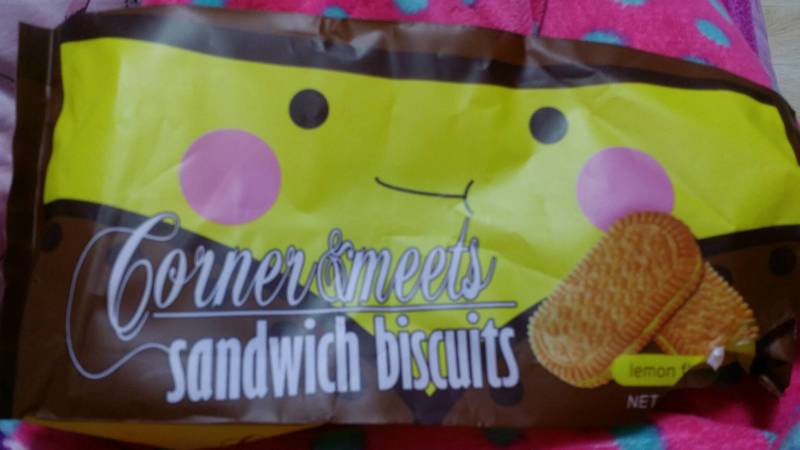 Corner&meets
sandwich biscuits
lemon
NET